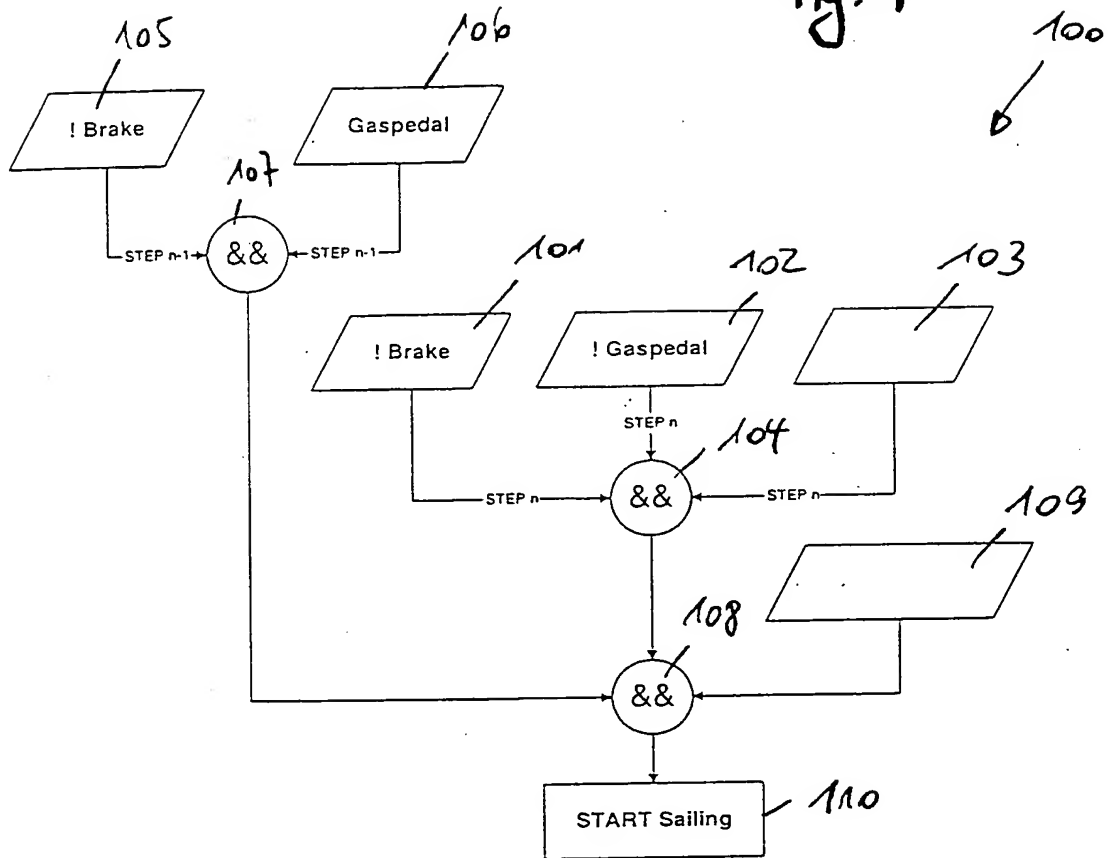 100
105
106
! Brake
Gaspedal
107
STEP n-1
&&
STEP n-1
101
102
103
! Brake
! Gaspedal
STEP n
104
STEP n
&&
STEP n
109
108
&&
START Sailing
110